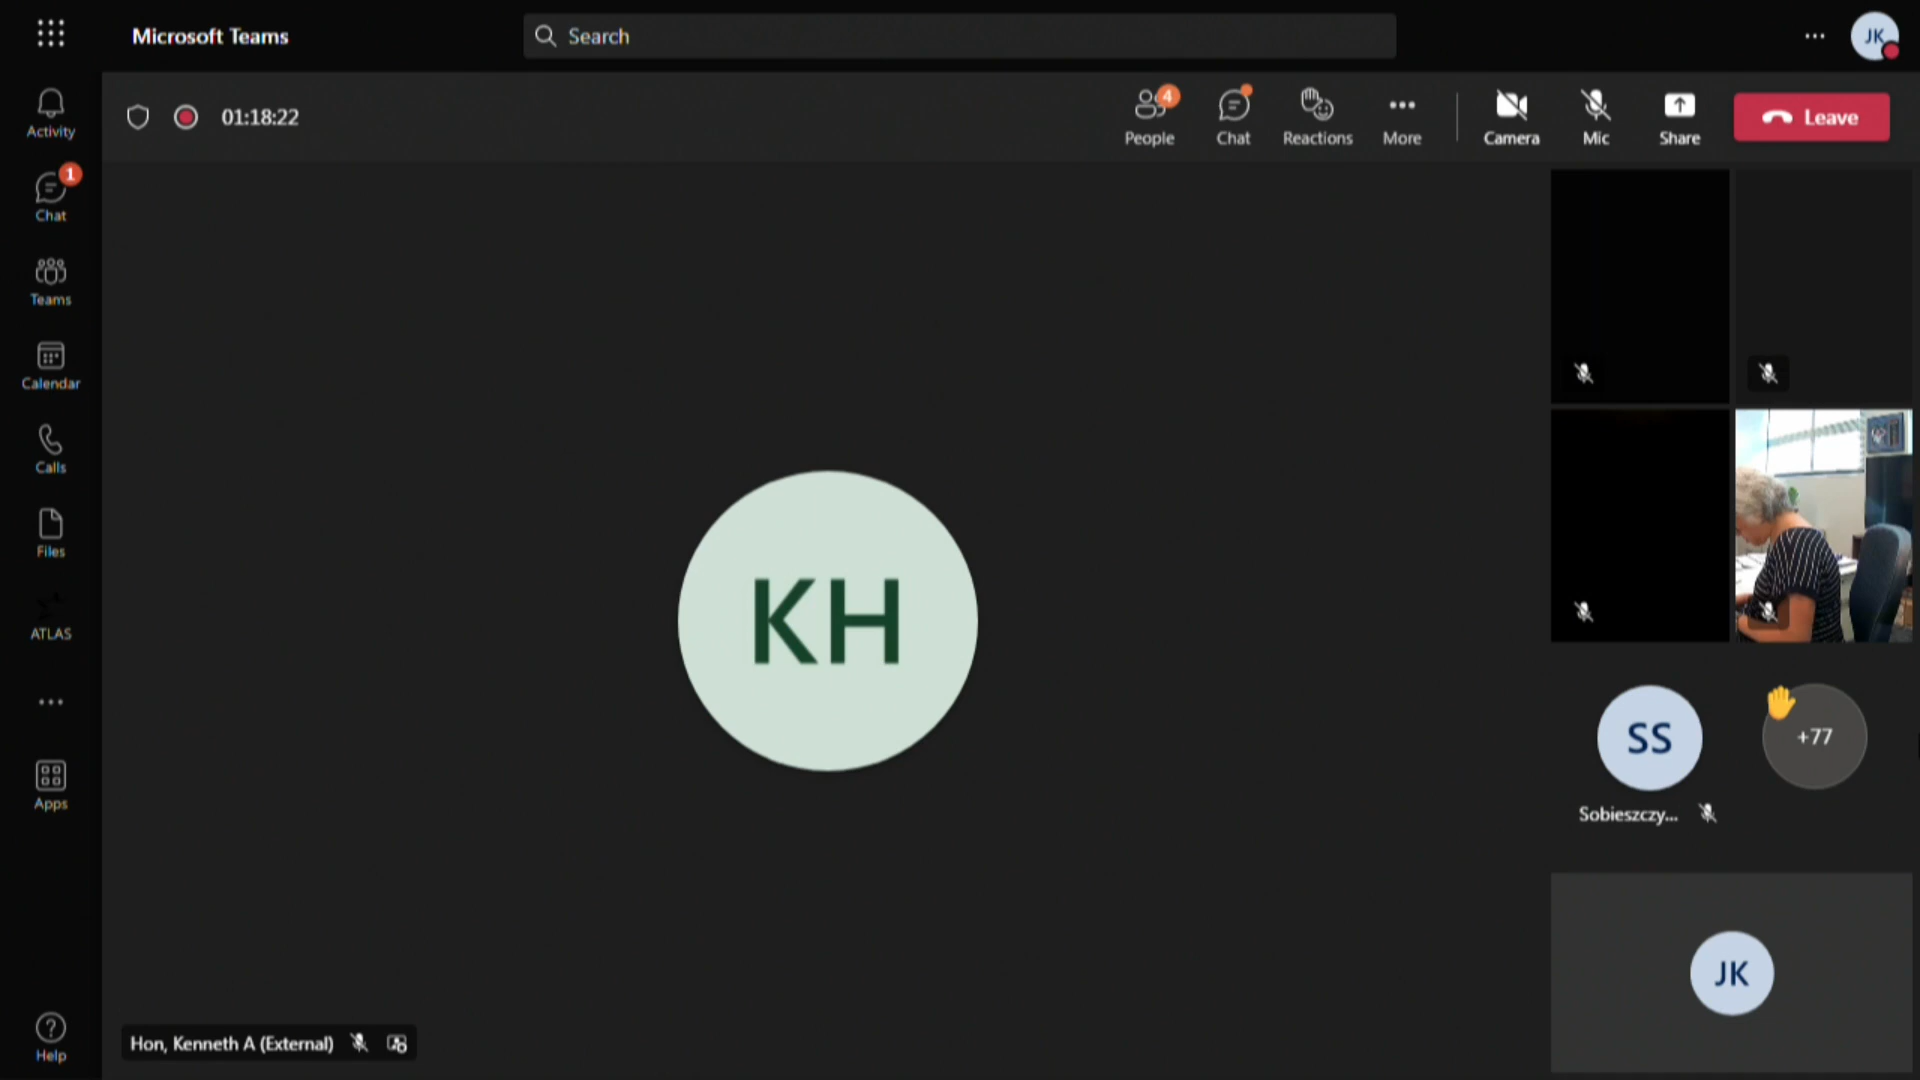 Microsoft Teams
Search
JK
Activity
01:18:22
4
People
Chat
Reactions
More
Camera
Mic
Share
Leave
1
Chat
Teams
Calendar
Calls
Files
ATLAS
Apps
Help
KH
SS
+77
Sobieszczy...
JK
Hon, Kenneth A (External)